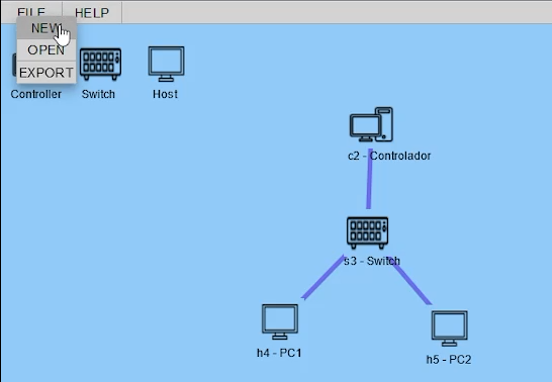 FILE HELP
NEW
OPEN
EXPORT
Controller Switch Host
c2 - Controlador
s3 - Switch
h4 - PC1
h5 - PC2